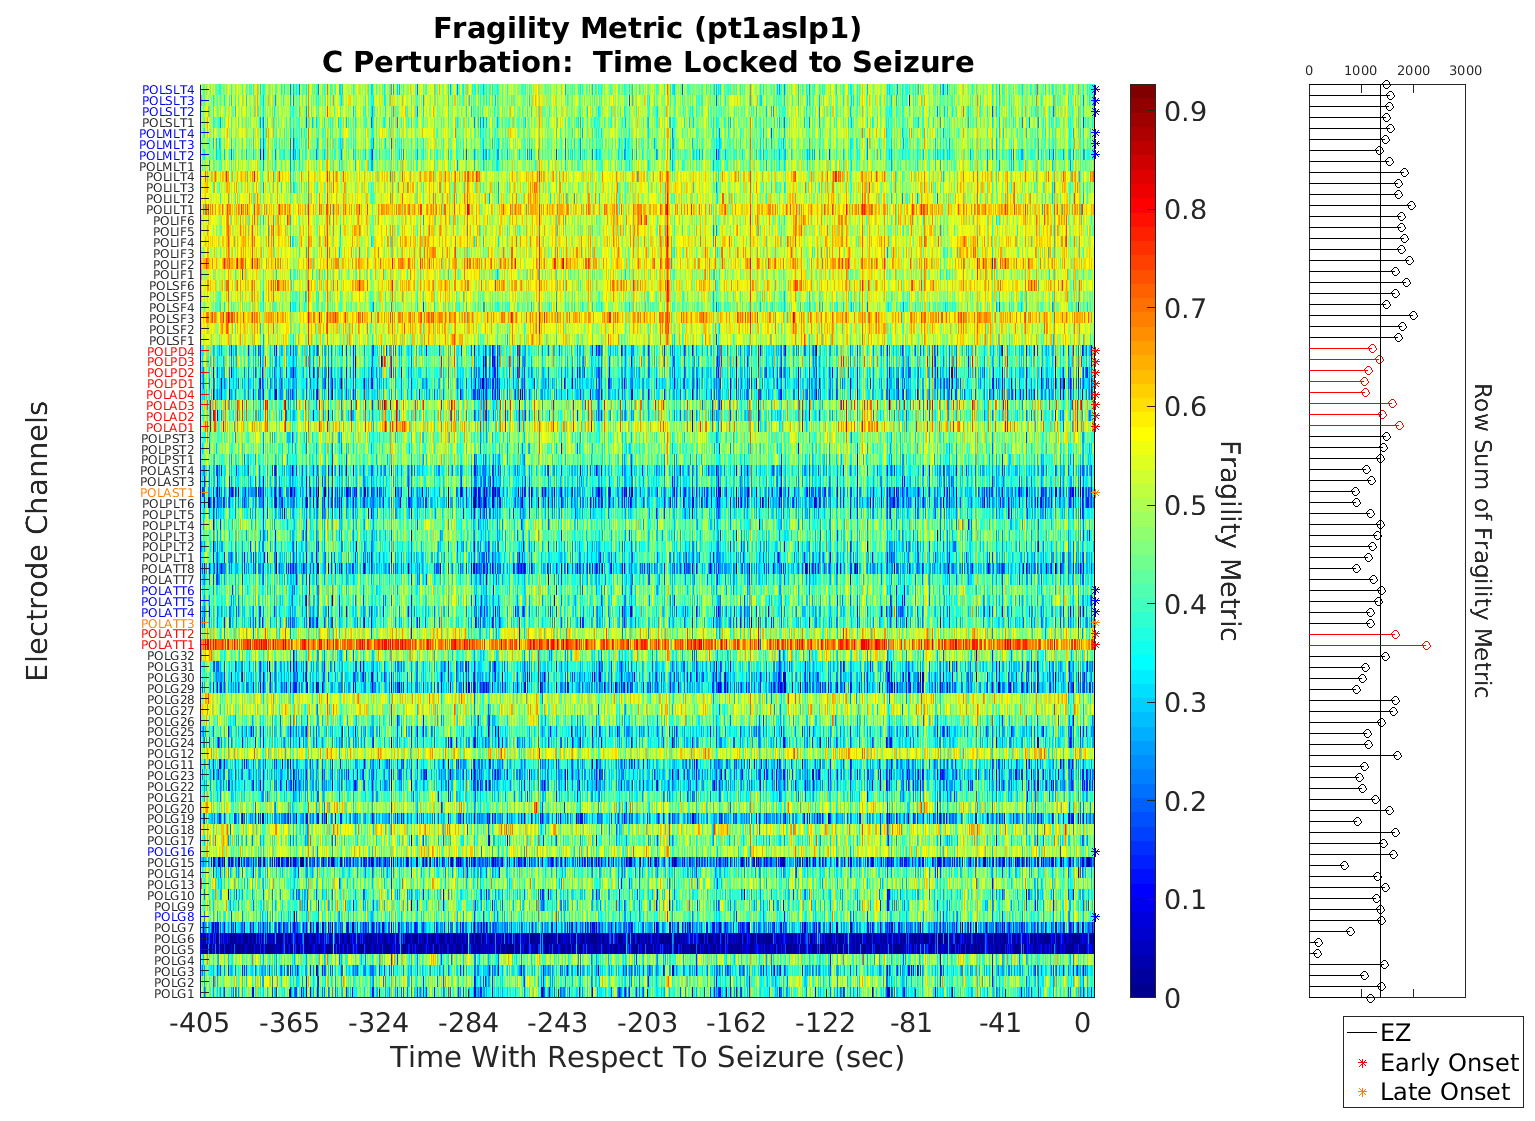 Fragility Metric (pt1aslp1)
C Perturbation:  Time Locked to Seizure
Electrode Channels
POLSLT4
POLSLT3
POLSLT2
POLSLT1
POLMLT4
POLMLT3
POLMLT2
POLMLT1
POLILT4
POLILT3
POLILT2
POLILT1
POLIF6
POLIF5
POLIF4
POLIF3
POLIF2
POLIF1
POLSF6
POLSF5
POLSF4
POLSF3
POLSF2
POLSF1
POLPD4
POLPD3
POLPD2
POLPD1
POLAD4
POLAD3
POLAD2
POLAD1
POLPST3
POLPST2
POLPST1
POLAST4
POLAST3
POLAST1
POLPLT6
POLPLT5
POLPLT4
POLPLT3
POLPLT2
POLPLT1
POLATT8
POLATT7
POLATT6
POLATT5
POLATT4
POLATT3
POLATT2
POLATT1
POLG32
POLG31
POLG30
POLG29
POLG28
POLG27
POLG26
POLG25
POLG24
POLG12
POLG11
POLG23
POLG22
POLG21
POLG20
POLG19
POLG18
POLG17
POLG16
POLG15
POLG14
POLG13
POLG10
POLG9
POLG8
POLG7
POLG6
POLG5
POLG4
POLG3
POLG2
POLG1
-405 -365 -324 -284 -243 -203 -162 -122 -81 -41 0
Time With Respect To Seizure (sec)
0.9
0.8
0.7
0.6
0.5
0.4
0.3
0.2
0.1
0
Fragility Metric
0 1000 2000 3000
Row Sum of Fragility Metric
EZ
Early Onset
Late Onset